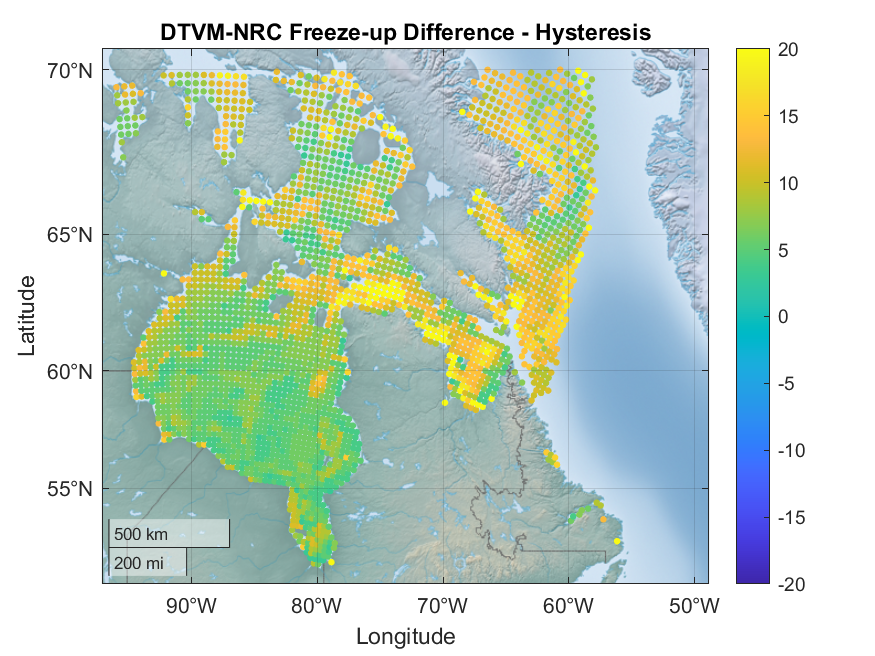 DTVM-NRC Freeze-up Difference - Hysteresis
70°N
65°N
60°N
55°N
Latitude
500 km
200 mi
90°W 80°W 70°W 60°W 50°W
Longitude
20
15
10
5
0
-5
-10
-15
-20